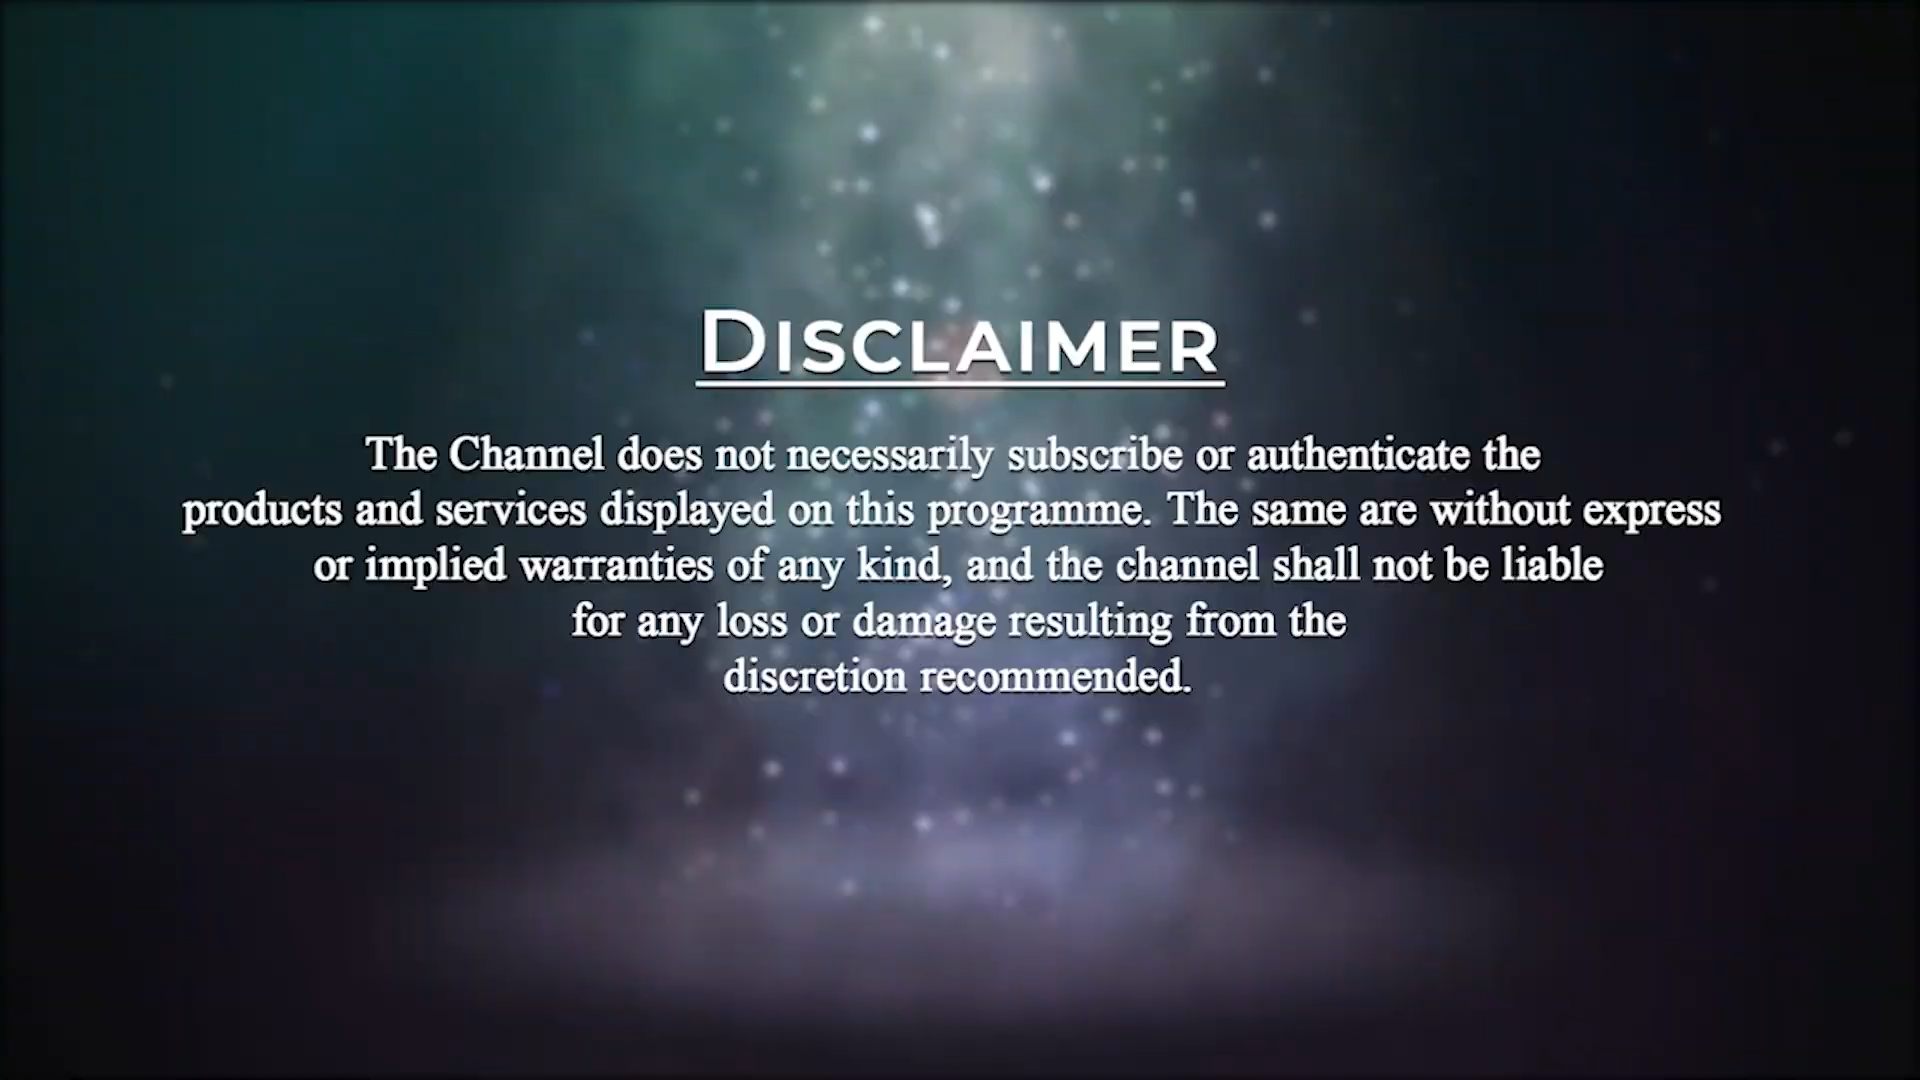 DISCLAIMER
The Channel does not necessarily subscribe or authenticate the
products and services displayed on this programme. The same are without express
or implied warranties of any kind, and the channel shall not be liable
for any loss or damage resulting from the
discretion recommended.